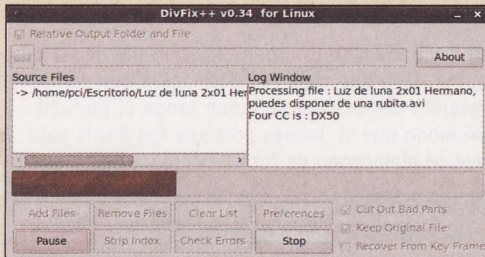 DivFix++ v0.34 for Linux
Relative Output Folder and File
About
Source Files
Log Window
-> /home/pci/Escritorio/Luz de luna 2x01 Her
Processing file : Luz de luna 2x01 Hermano,
puedes disponer de una rubita.avi
Four CC is : DX50
Add Files
Remove Files
Clear List
Preferences
Cut Out Bad Parts
Keep Original File
Recover From Key Frame
Pause
Strip Index
Check Errors
Stop